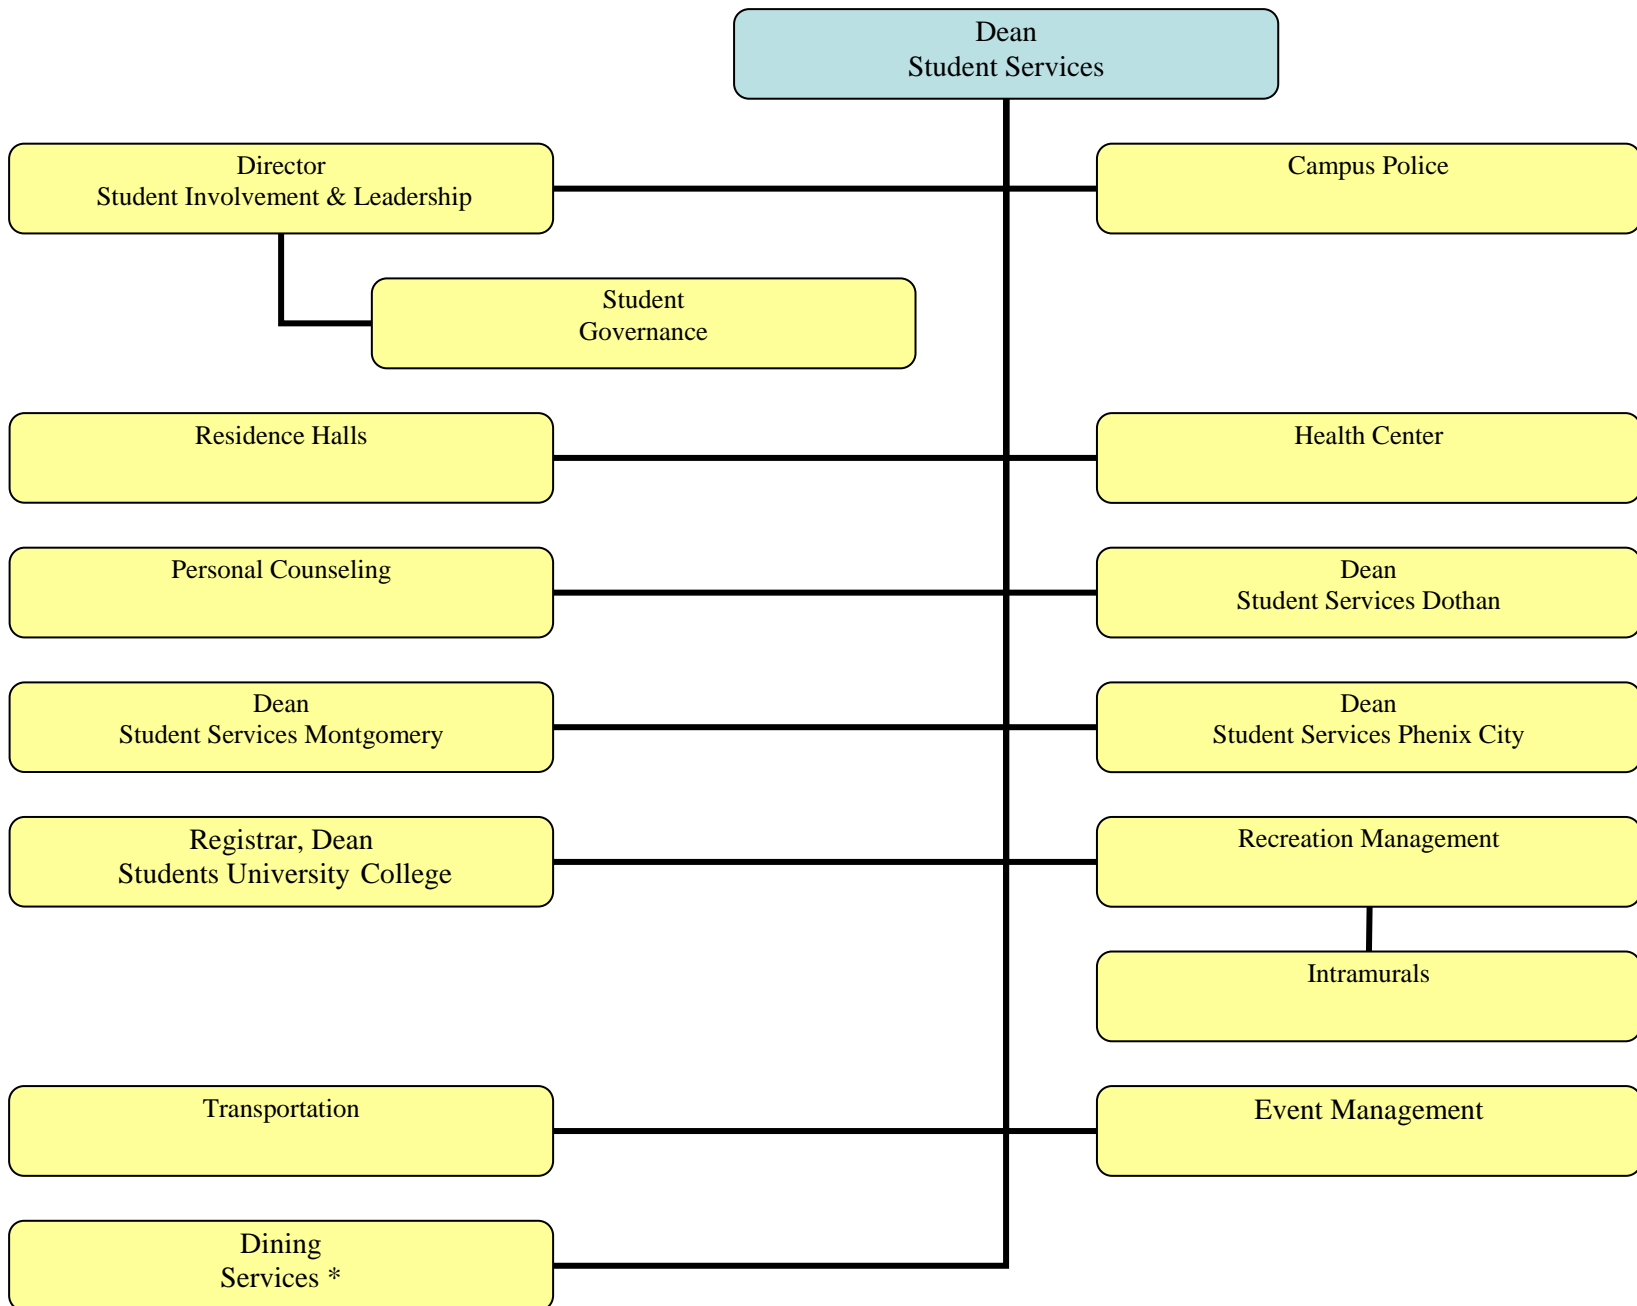 Dean
Student Services
Director
Student Involvement & Leadership
Campus Police
Student
Governance
Residence Halls
Health Center
Personal Counseling
Dean
Student Services Dothan
Dean
Student Services Montgomery
Dean
Student Services Phenix City
Registrar, Dean
Students University College
Recreation Management
Intramurals
Transportation
Event Management
Dining
Services *